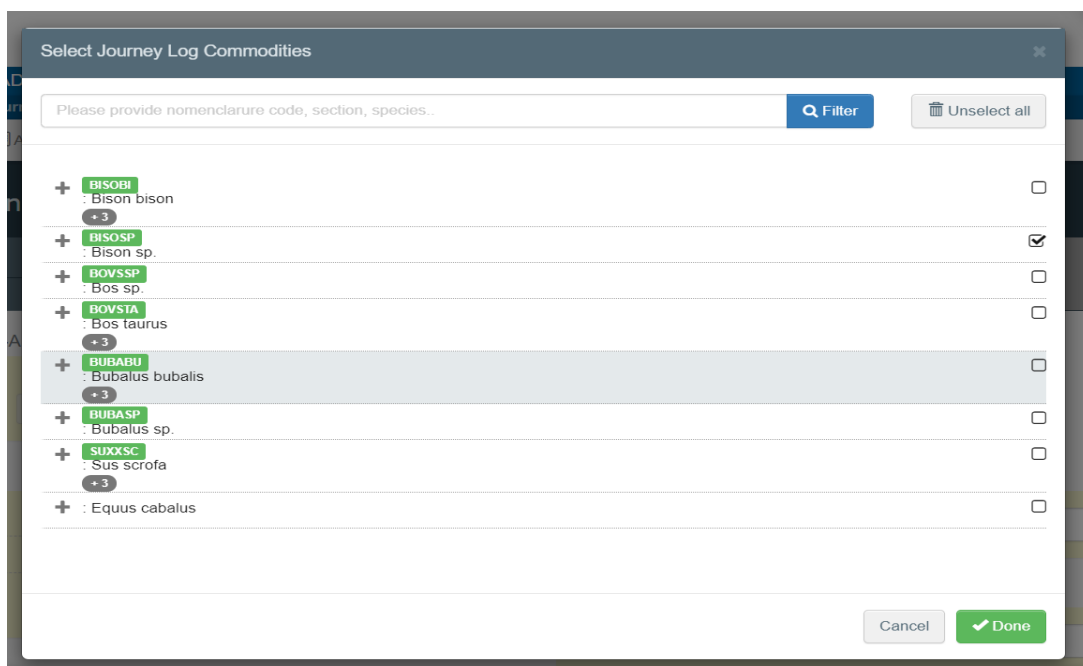 Select Journey Log Commodities
Please provide nomenclarure code, section, species..
Filter
Unselect all
BISOBI
: Bison bison
+ 3
BISOSP
: Bison sp.
BOVSSP
: Bos sp.
BOVSTA
: Bos taurus
+ 3
BUBABU
: Bubalus bubalis
+ 3
BUBASP
: Bubalus sp.
SUXXSC
: Sus scrofa
+ 3
: Equus cabalus
Cancel
Done